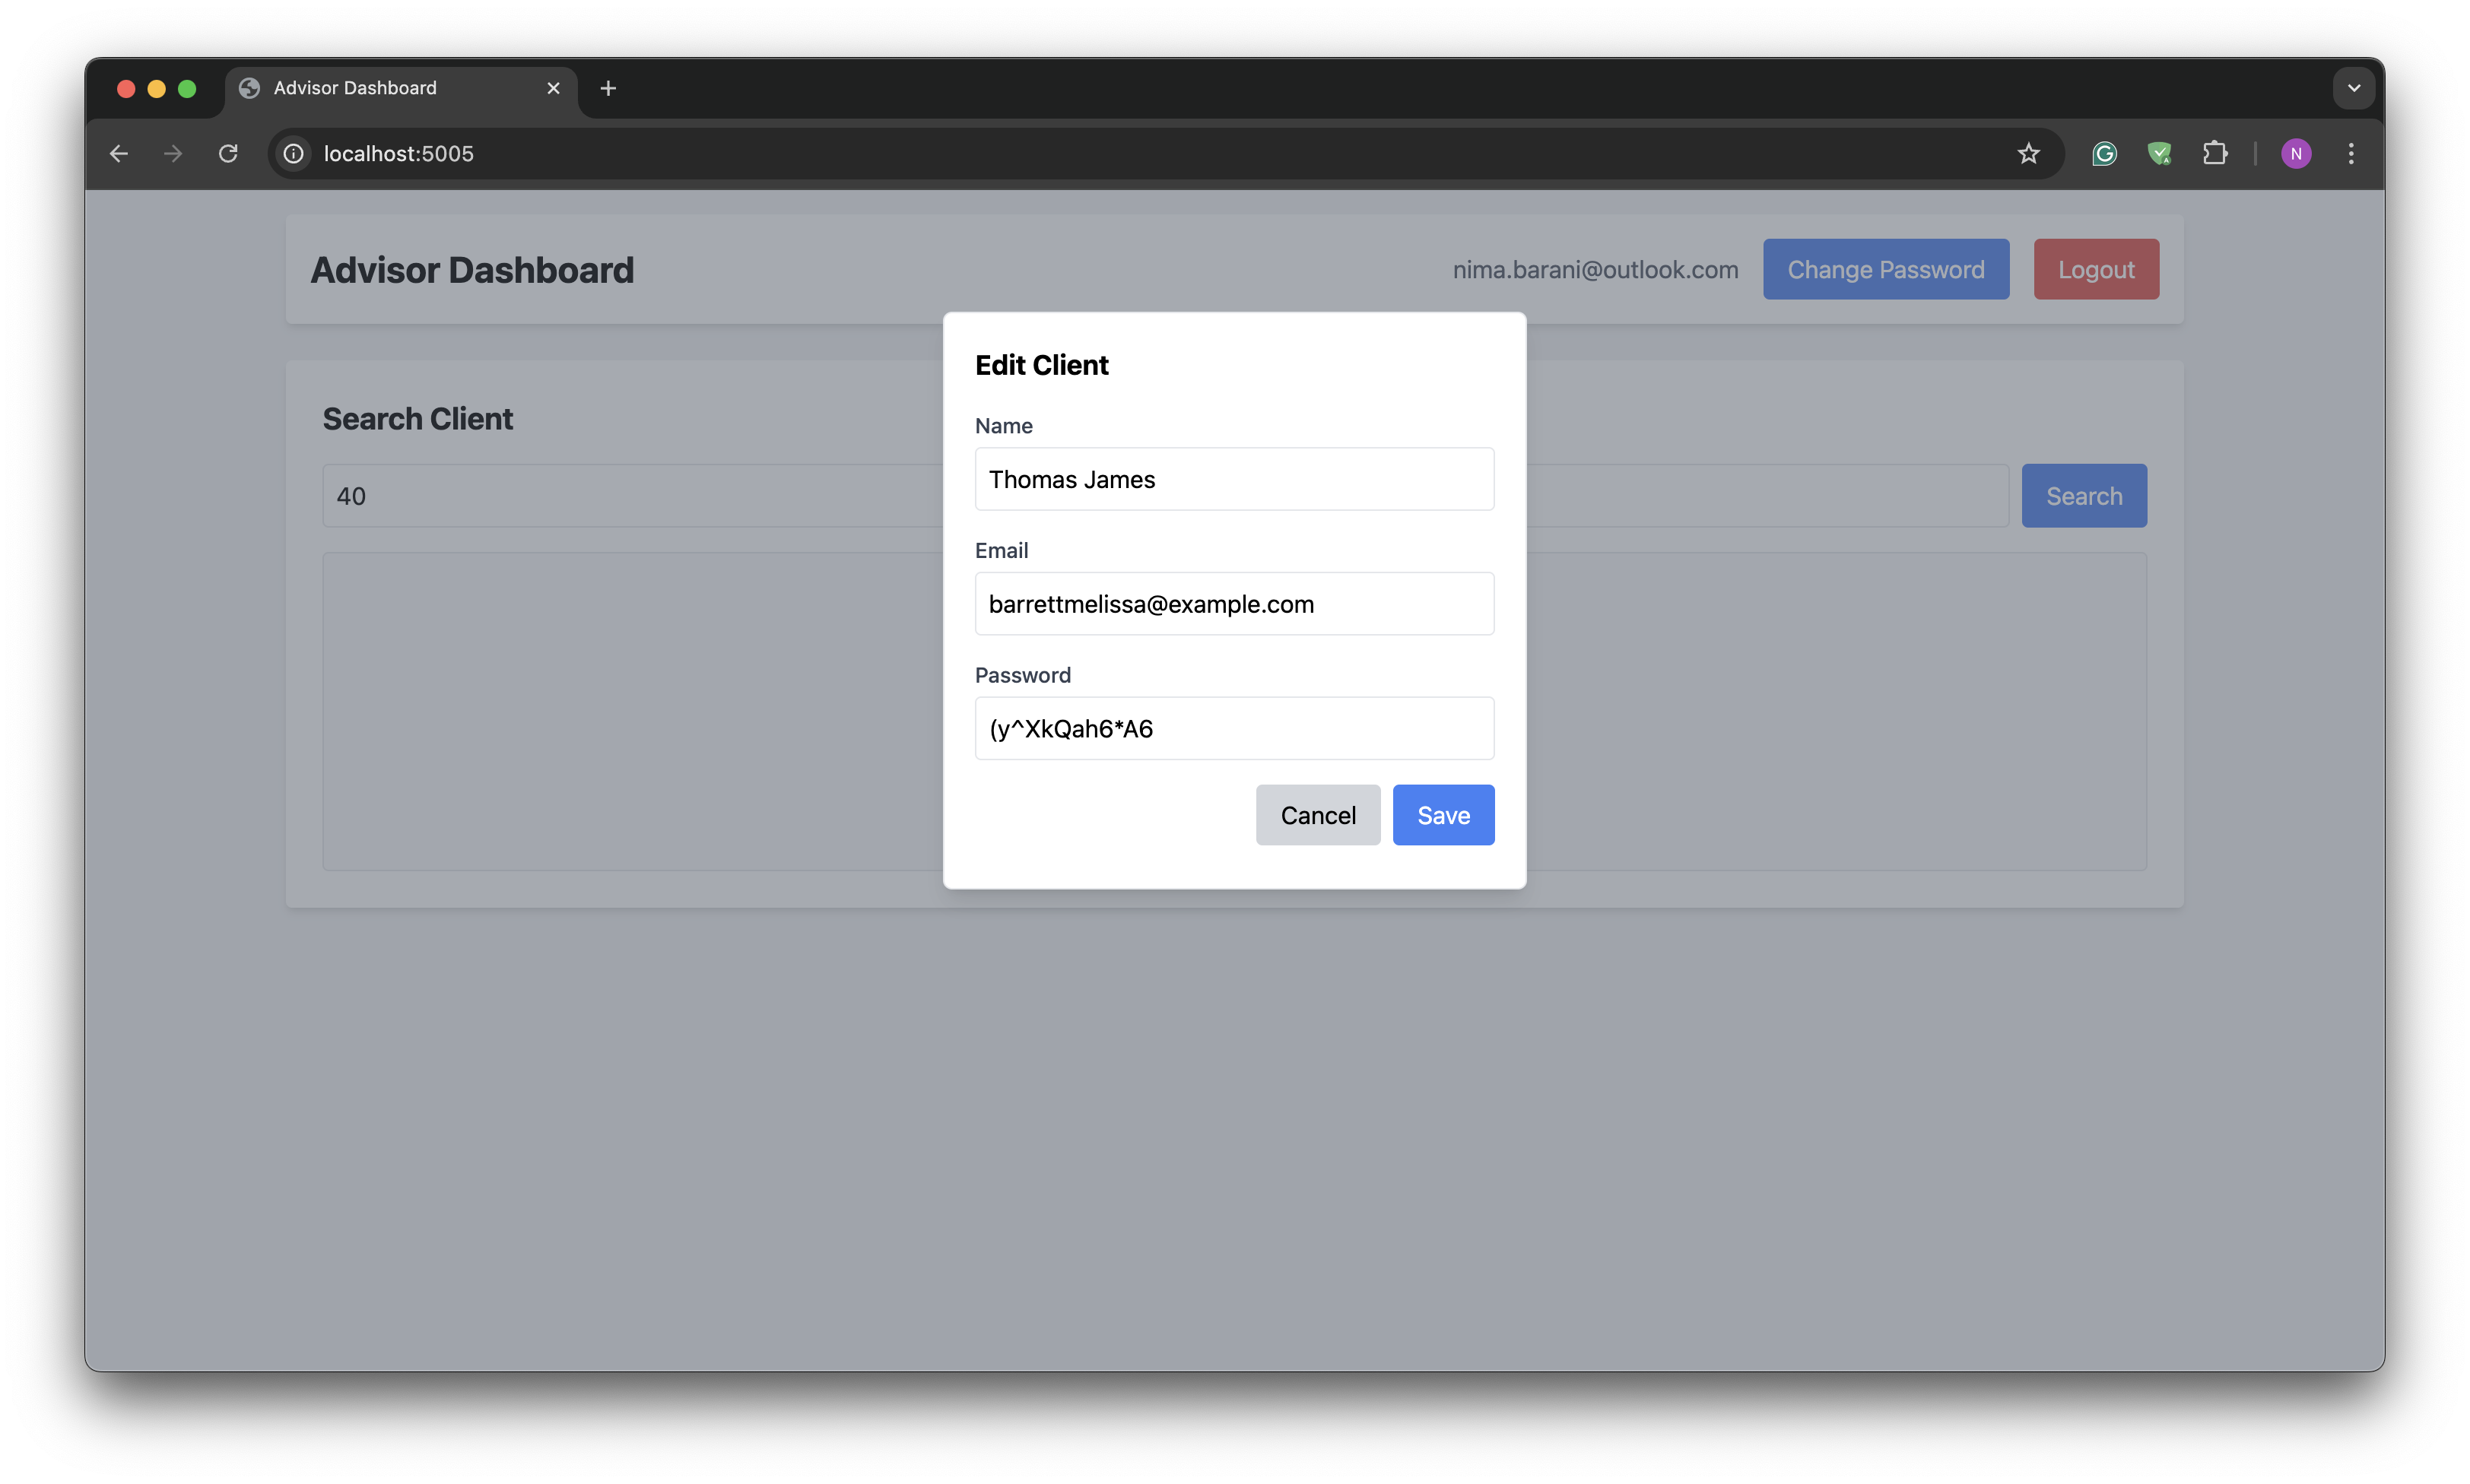 Advisor Dashboard
localhost:5005
N
Advisor Dashboard
nima.barani@outlook.com
Change Password
Logout
Search Client
40
Search
Edit Client
Name
Thomas James
Email
barrettmelissa@example.com
Password
(y^XkQah6*A6
Cancel
Save